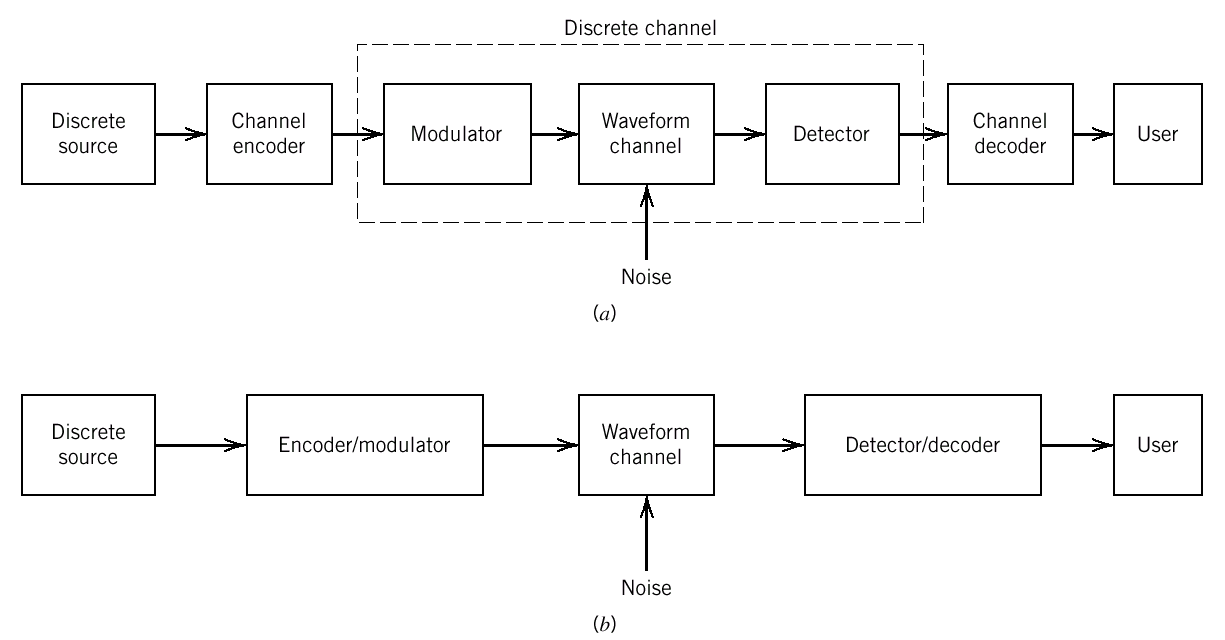 Discrete channel
Discrete
source
Channel
encoder
Modulator
Waveform
channel
Detector
Channel
decoder
User
Noise
(a)
Discrete
source
Encoder/modulator
Waveform
channel
Detector/decoder
User
Noise
(b)